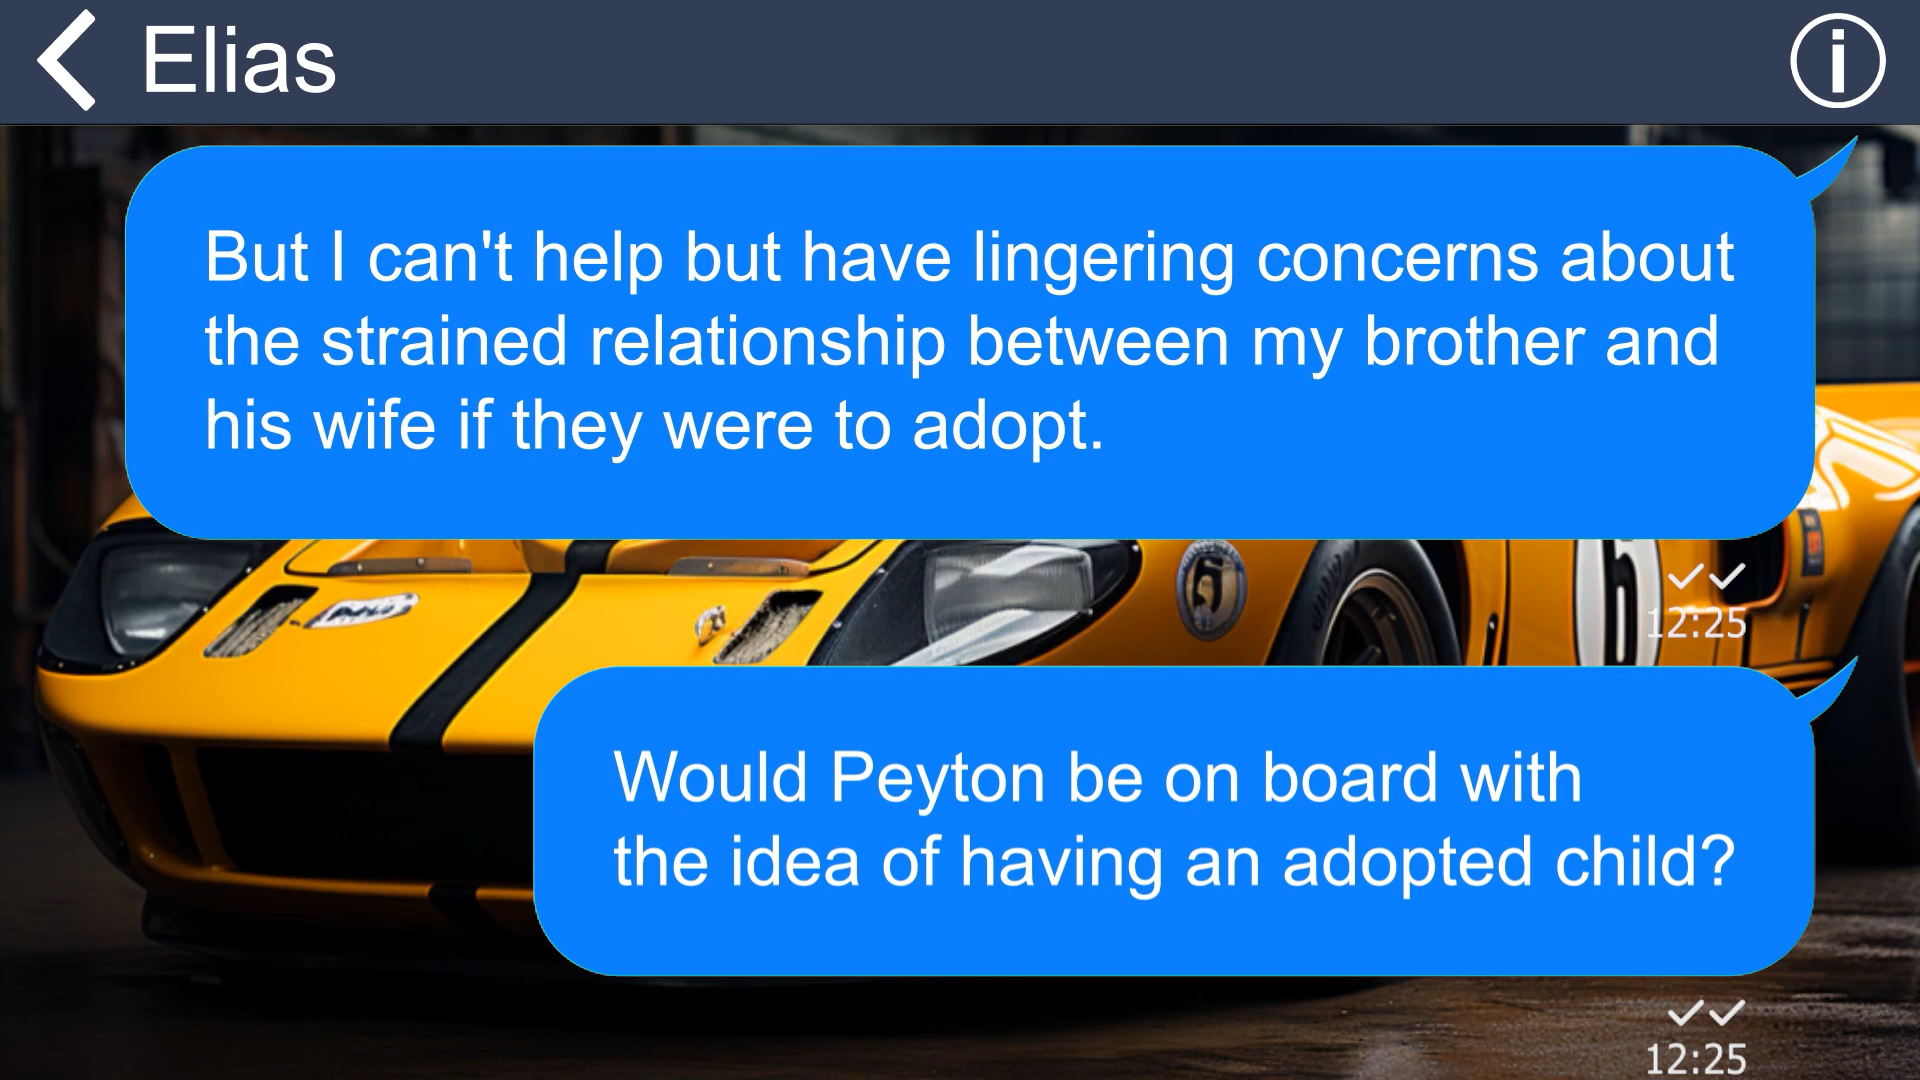 Elias
But I can't help but have lingering concerns about
the strained relationship between my brother and
his wife if they were to adopt.
12:25
Would Peyton be on board with
the idea of having an adopted child?
12:25